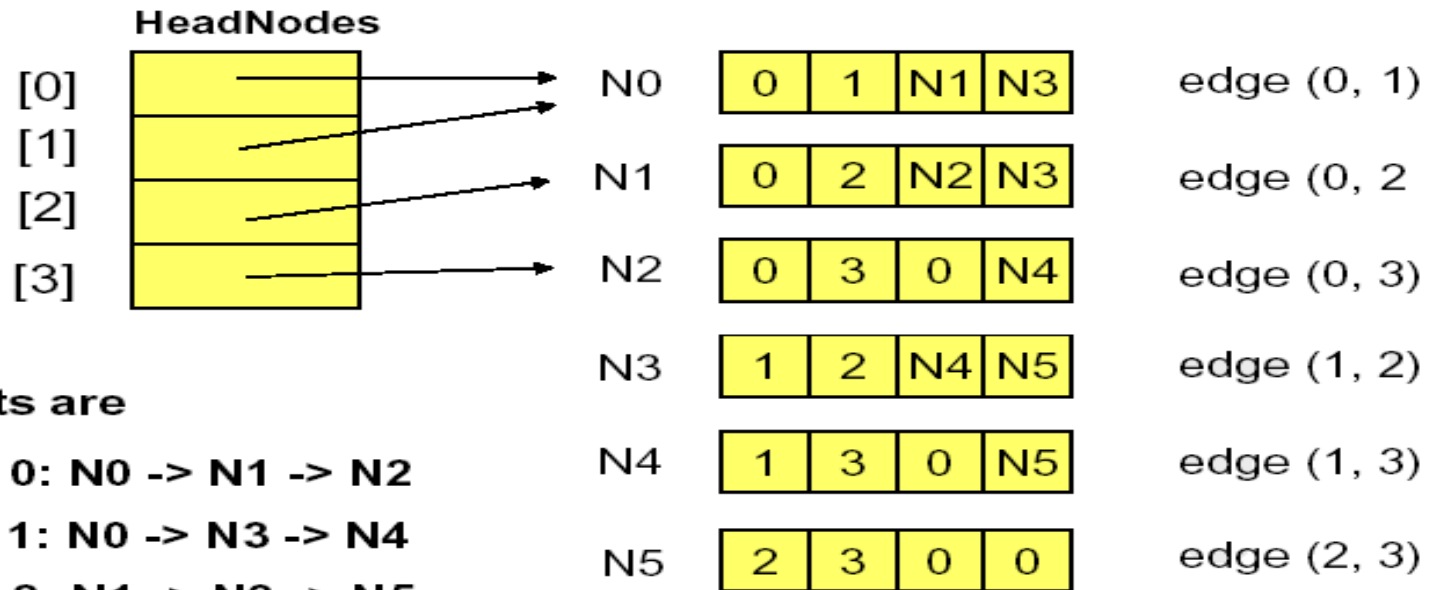 HeadNodes
[0]
[1]
[2]
[3]
N0 0 1 N1 N3 edge (0, 1)
N1 0 2 N2 N3 edge (0, 2
N2 0 3 0 N4 edge (0, 3)
N3 1 2 N4 N5 edge (1, 2)
N4 1 3 0 N5 edge (1, 3)
N5 2 3 0 0 edge (2, 3)
ts are
0: N0 -> N1 -> N2
1: N0 -> N3 -> N4